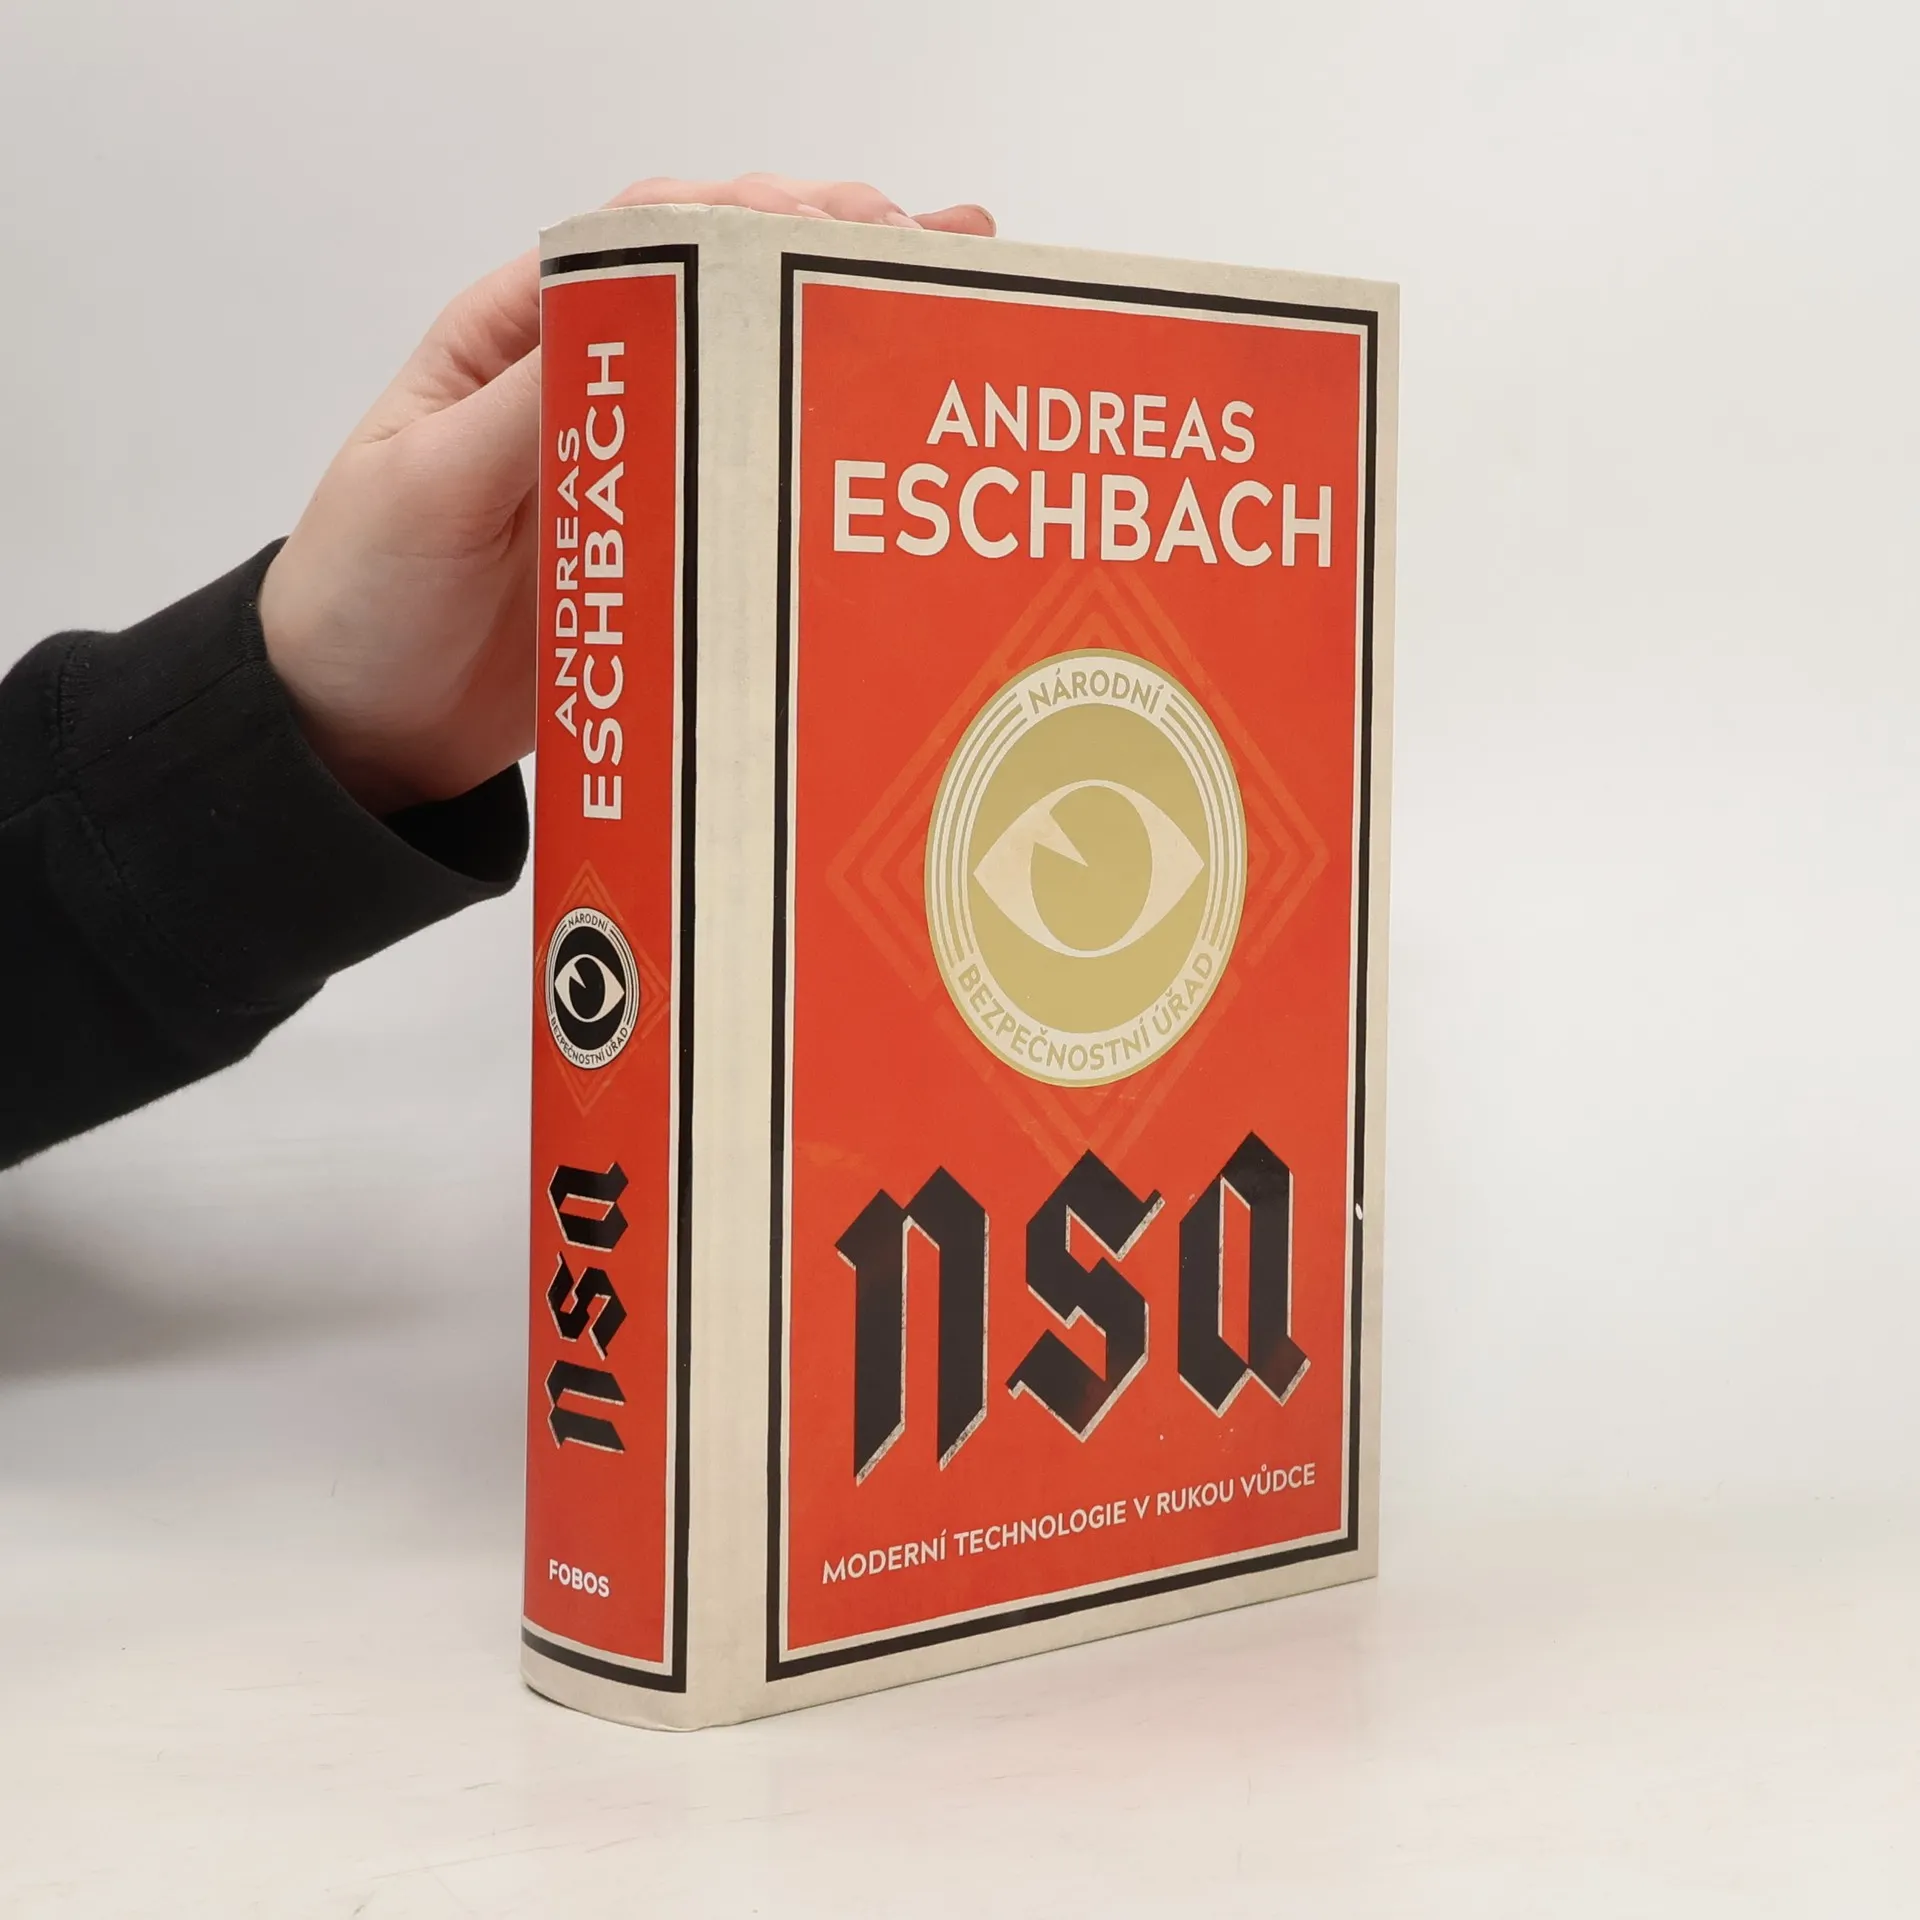 ANDREAS
ESCHBACH
NÁRODNÍ
BEZPEČNOSTNÍ ÚŘAD
nsa
FOBOS
ANDREAS
ESCHBACH
NÁRODNÍ
BEZPEČNOSTNÍ ÚŘAD
nsa
MODERNÍ TECHNOLOGIE V RUKOU VŮDCE